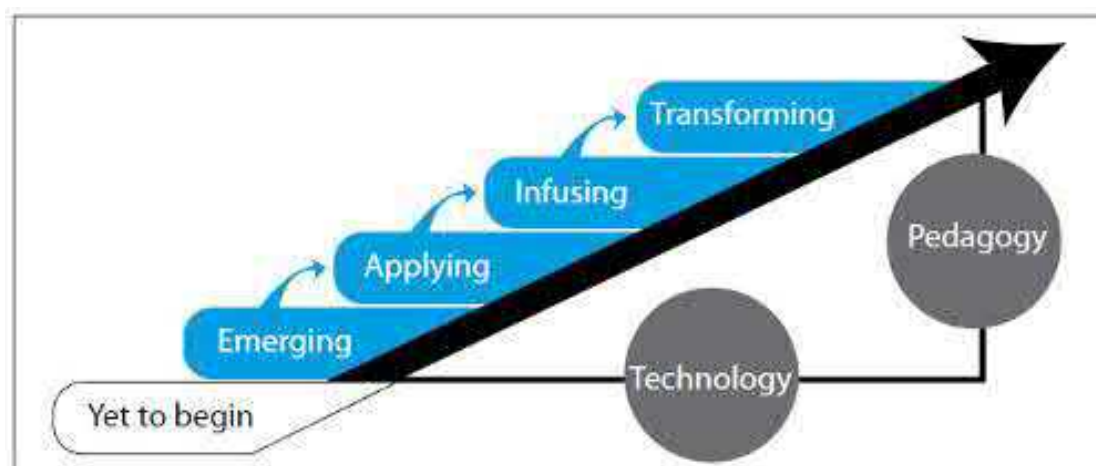 Transforming
Infusing
Pedagogy
Applying
Emerging
Technology
Yet to begin